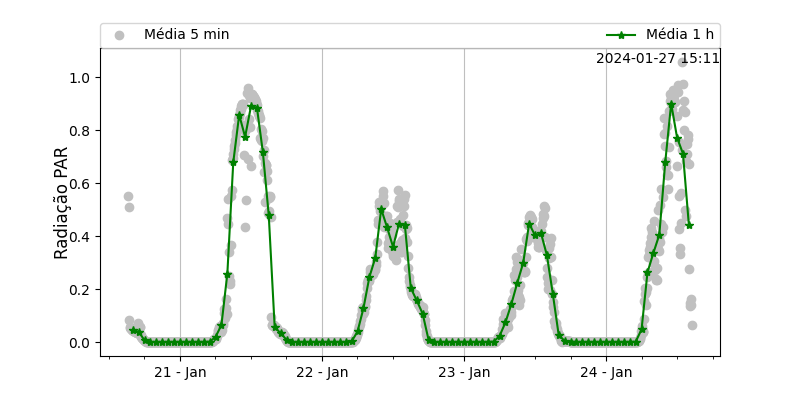 Média 5 min
Média 1 h
2024-01-27 15:11
Radiação PAR
1.0
0.8
0.6
0.4
0.2
0.0
21 - Jan
22 - Jan
23 - Jan
24 - Jan